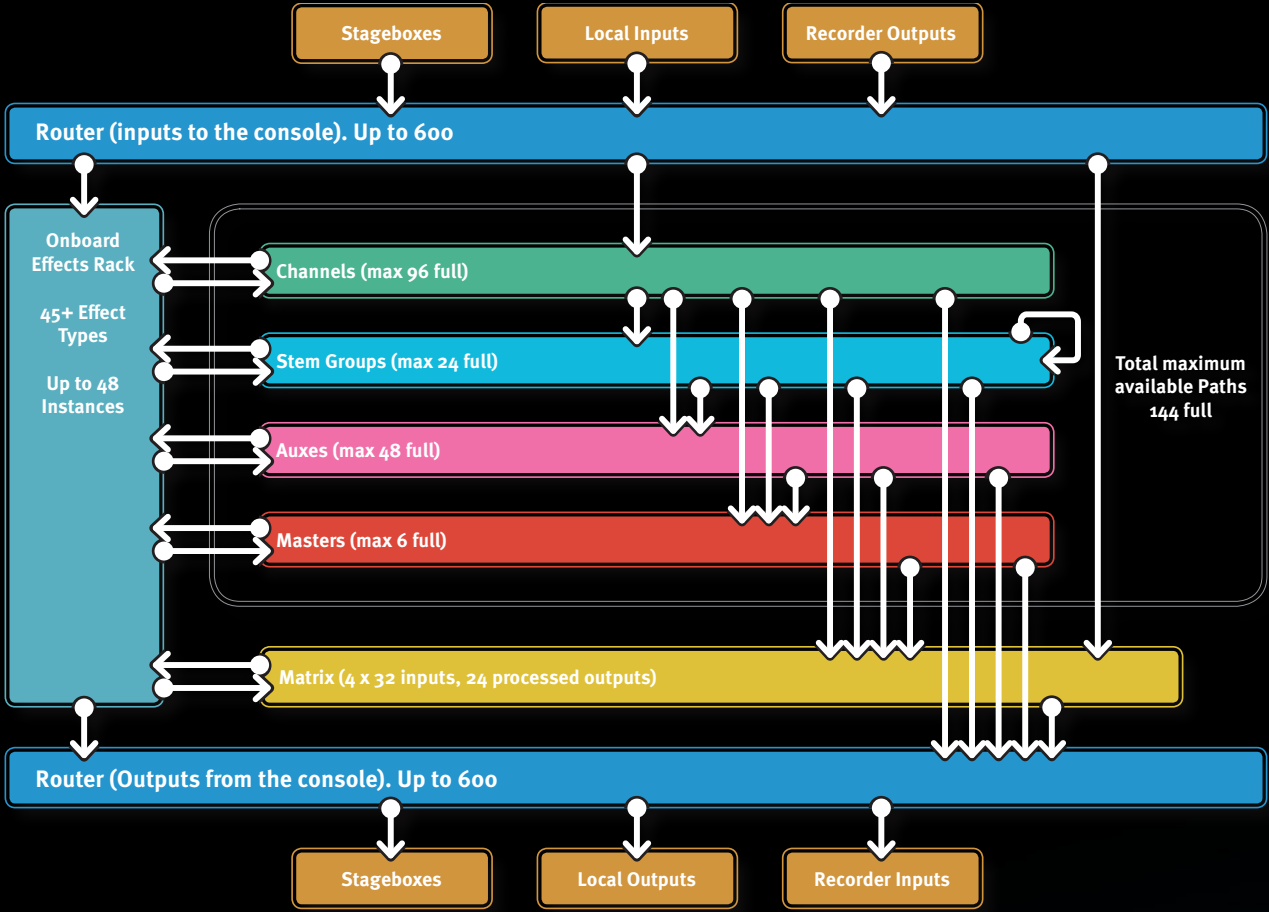 Stageboxes
Local Inputs
Recorder Outputs
Router (inputs to the console). Up to 600
Onboard
Effects Rack
45+ Effect
Types
Up to 48
Instances
Channels (max 96 full)
Stem Groups (max 24 full)
Auxes (max 48 full)
Masters (max 6 full)
Total maximum
available Paths
144 full
Matrix (4 x 32 inputs, 24 processed outputs)
Router (Outputs from the console). Up to 600
Stageboxes
Local Outputs
Recorder Inputs